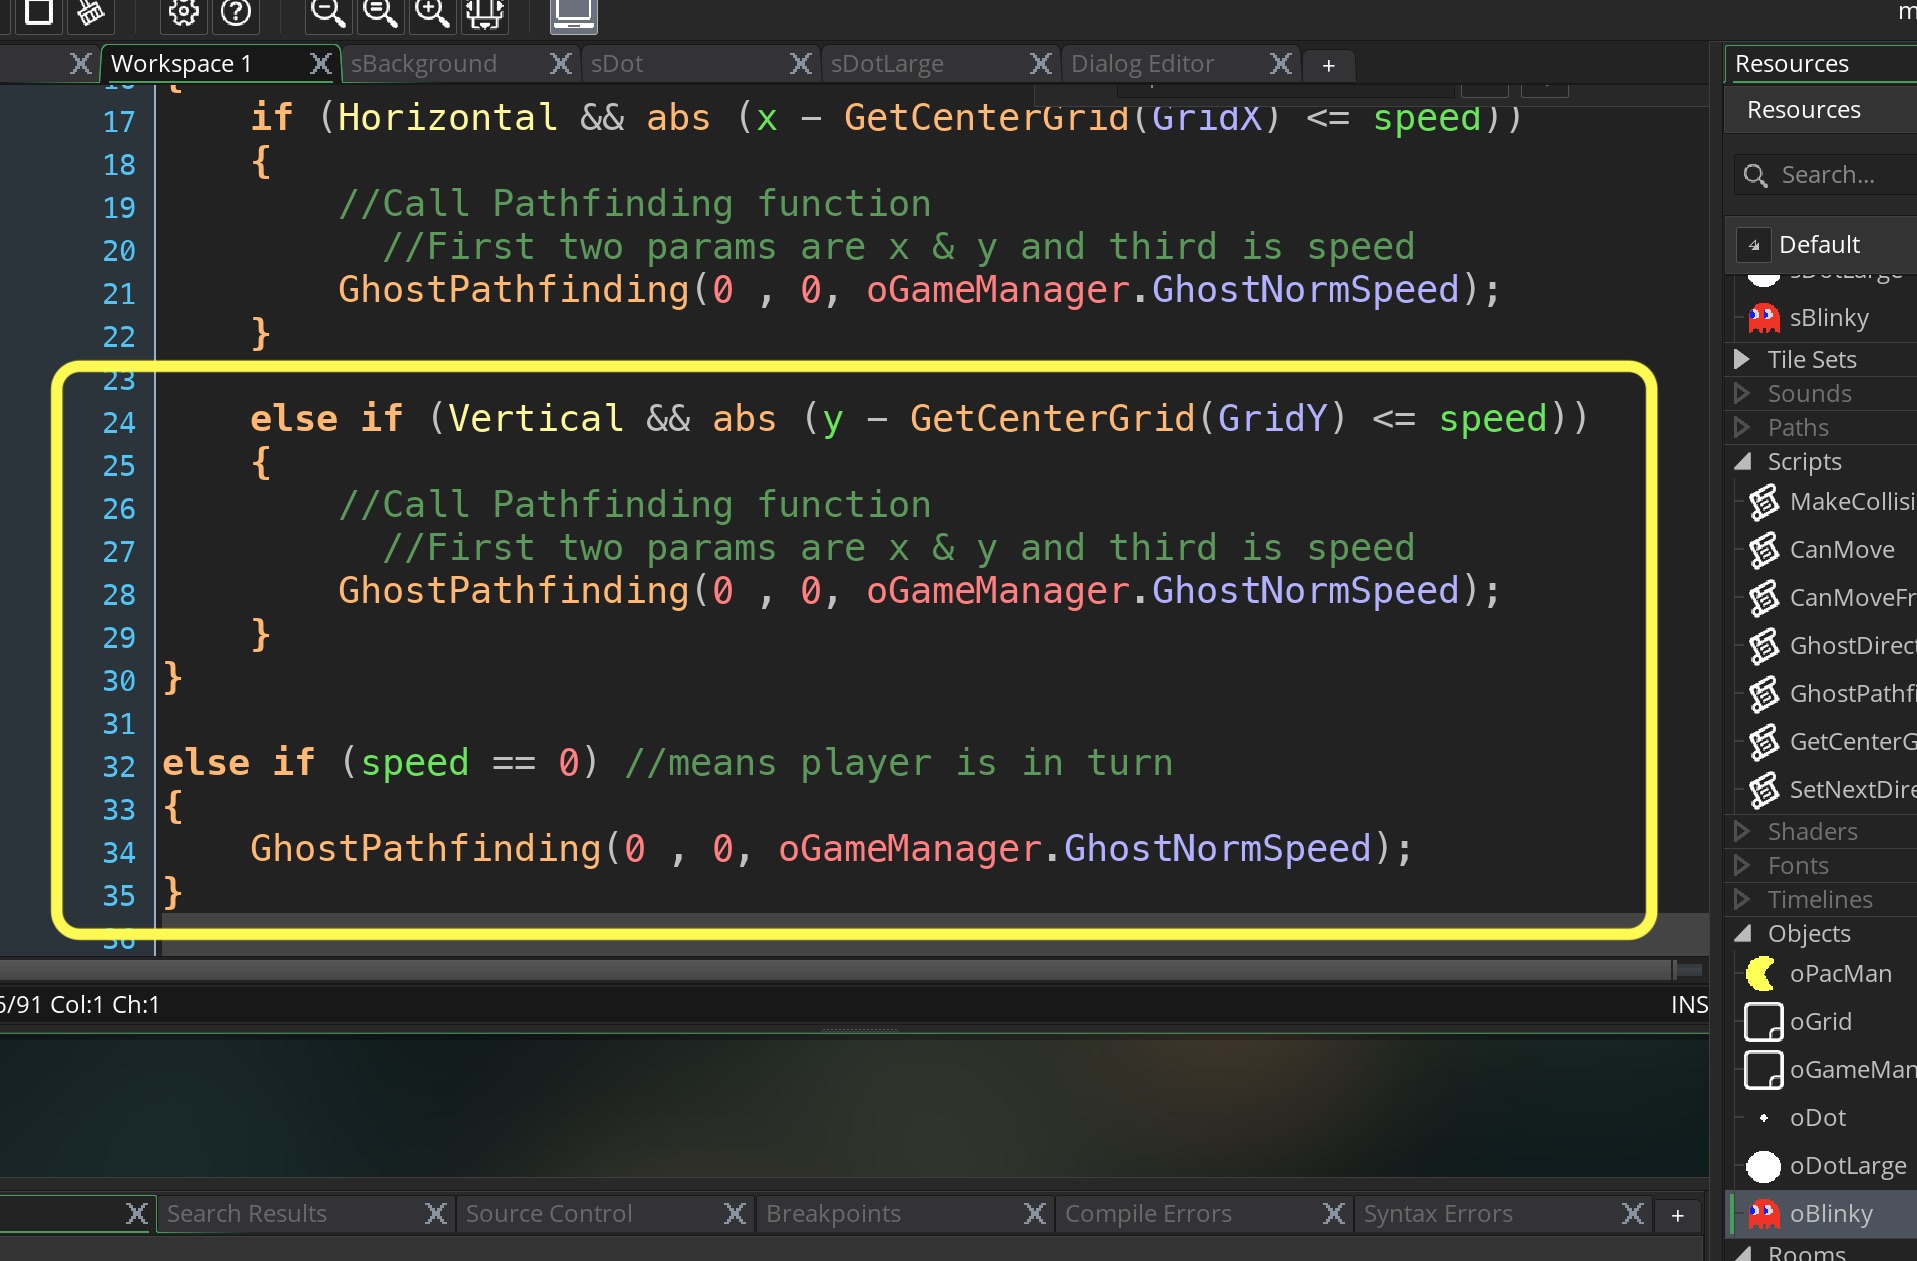 Workspace 1 sBackground sDot sDotLarge Dialog Editor +
Resources
Resources
Search...
Default
17 if (Horizontal && abs (x - GetCenterGrid(GridX) <= speed))
18 {
19 //Call Pathfinding function
20 //First two params are x & y and third is speed
21 GhostPathfinding(0 , 0, oGameManager.GhostNormSpeed);
22 }
23
24 else if (Vertical && abs (y - GetCenterGrid(GridY) <= speed))
25 {
26 //Call Pathfinding function
27 //First two params are x & y and third is speed
28 GhostPathfinding(0 , 0, oGameManager.GhostNormSpeed);
29 }
30 }
31
32 else if (speed == 0) //means player is in turn
33 {
34 GhostPathfinding(0 , 0, oGameManager.GhostNormSpeed);
35 }
36
sDotLarge
sBlinky
Tile Sets
Sounds
Paths
Scripts
MakeCollisi
CanMove
CanMoveFr
GhostDirect
GhostPathfi
GetCenterG
SetNextDire
Shaders
Fonts
Timelines
Objects
oPacMan
oGrid
oGameMan
oDot
oDotLarge
oBlinky
Rooms
6/91 Col:1 Ch:1 INS
Search Results Source Control Breakpoints Compile Errors Syntax Errors +